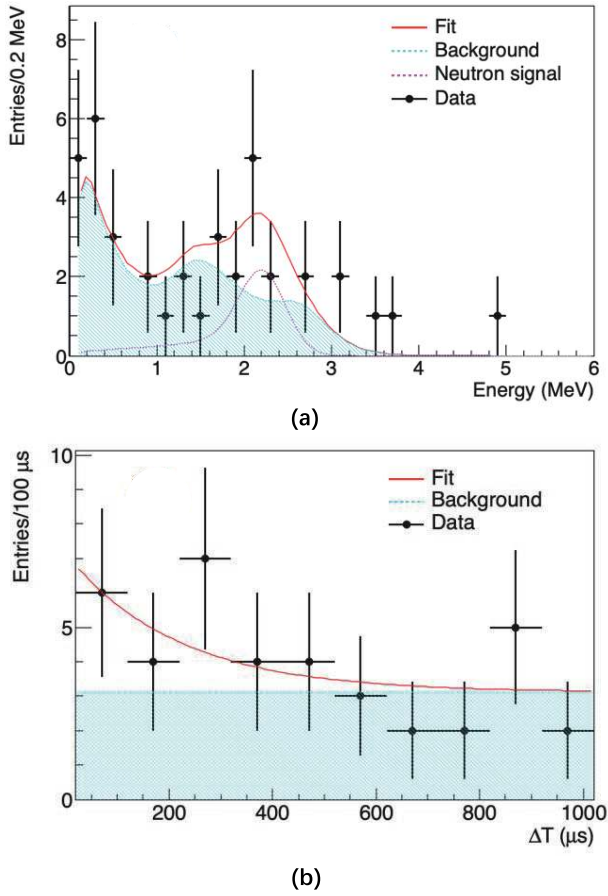 Entries/0.2 MeV
8
6
4
2
0
Fit
Background
Neutron signal
Data
0 1 2 3 4 5 6
Energy (MeV)
(a)
Entries/100 μs
10
5
0
Fit
Background
Data
200 400 600 800 1000
ΔT (μs)
(b)